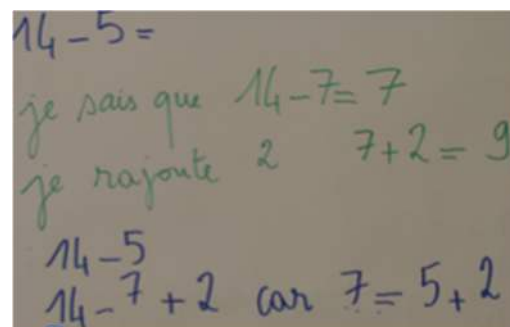 14-5=
je sais que 14-7=7
je rajoute 2 7+2=9
14-5
14-7+2 car 7=5+2